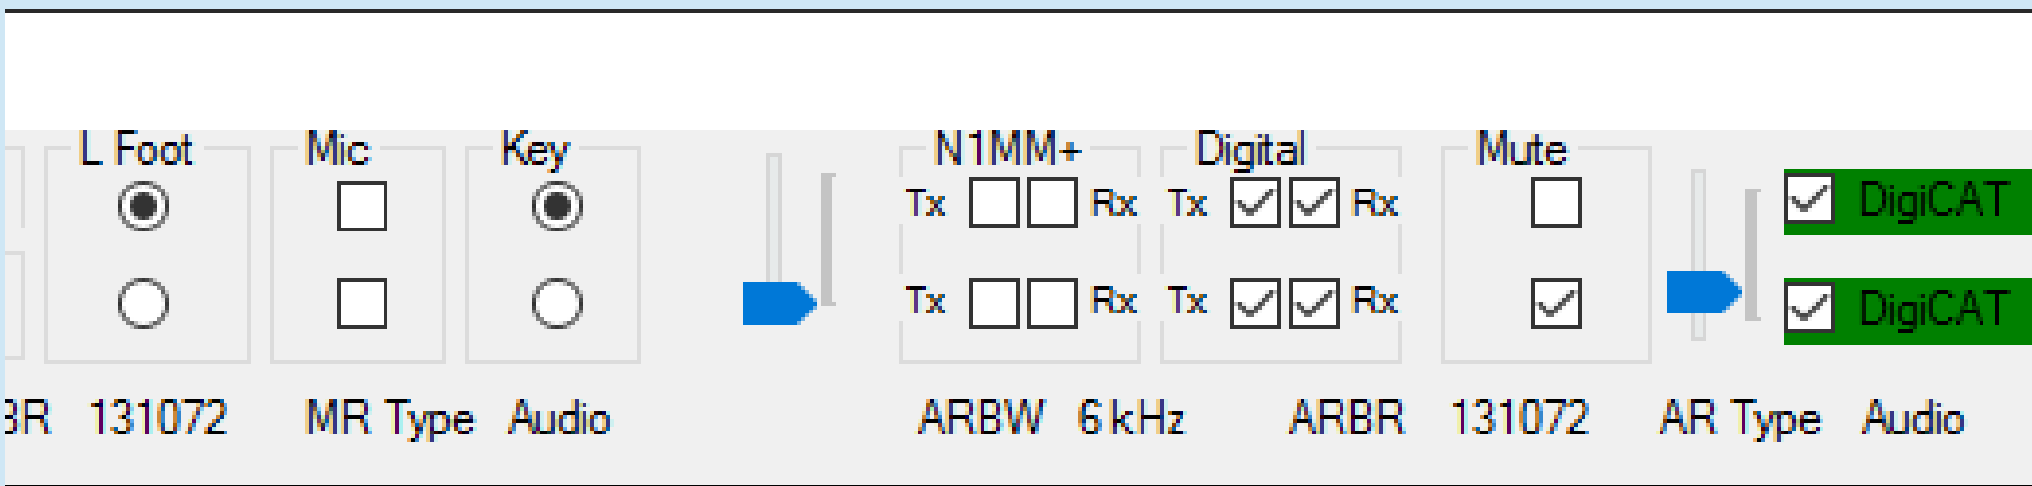 L Foot Mic Key N1MM+ Digital Mute
Tx Rx Tx Rx DigiCAT
Tx Rx Tx Rx DigiCAT
BR 131072 MR Type Audio ARBW 6 kHz ARBR 131072 AR Type Audio